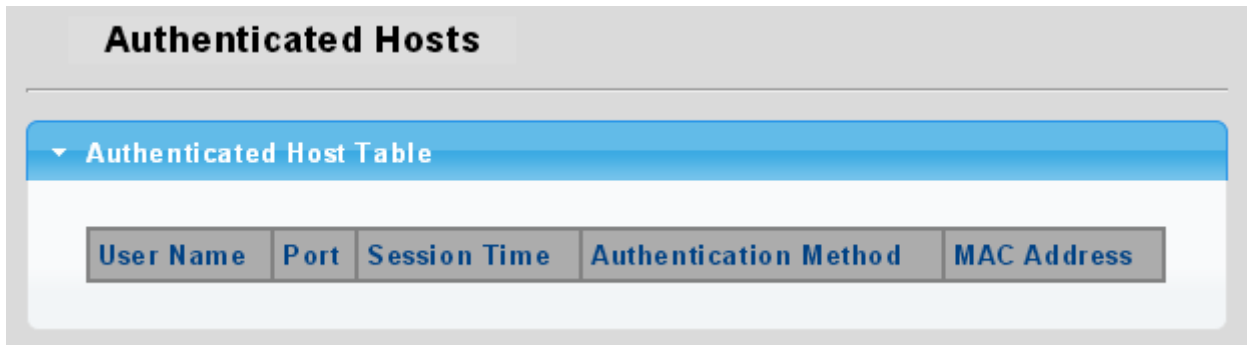 Authenticated Hosts
Authenticated Host Table
User Name Port Session Time Authentication Method MAC Address